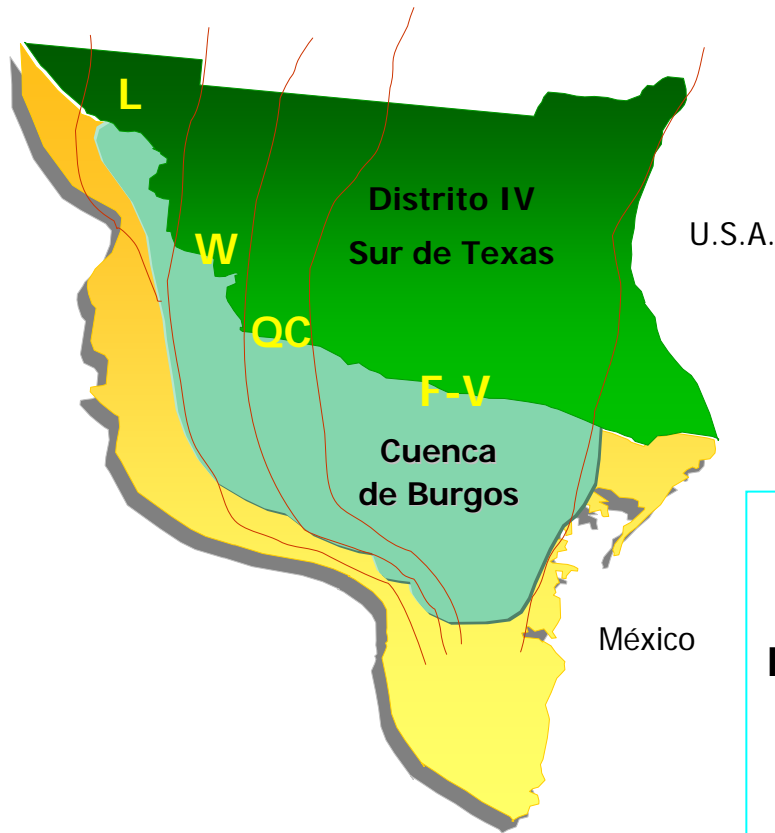 L
Distrito IV
Sur de Texas
U.S.A.
W
QC
F-V
Cuenca
de Burgos
México